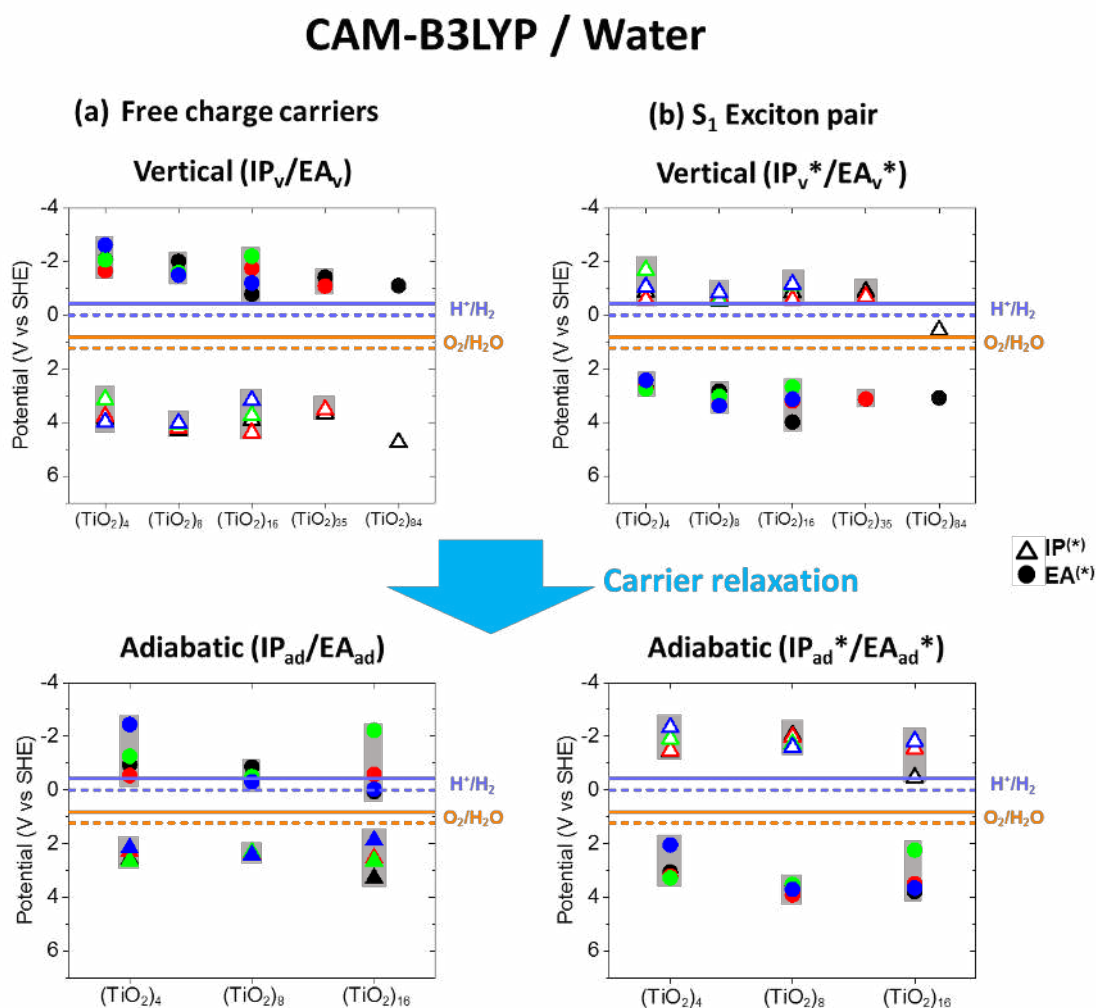 CAM-B3LYP / Water
(a) Free charge carriers
(b) S₁ Exciton pair
Vertical (IPᵥ/EAᵥ)
Vertical (IPᵥ*/EAᵥ*)
Potential (V vs SHE)
-4
-2
0
2
4
6
H⁺/H₂
O₂/H₂O
(TiO₂)₄ (TiO₂)₈ (TiO₂)₁₆ (TiO₂)₃₅ (TiO₂)₈₄
Potential (V vs SHE)
-4
-2
0
2
4
6
H⁺/H₂
O₂/H₂O
(TiO₂)₄ (TiO₂)₈ (TiO₂)₁₆ (TiO₂)₃₅ (TiO₂)₈₄
IP(*)
EA(*)
Carrier relaxation
Adiabatic (IPad/EAad)
Adiabatic (IPad*/EAad*)
Potential (V vs SHE)
-4
-2
0
2
4
6
H⁺/H₂
O₂/H₂O
(TiO₂)₄ (TiO₂)₈ (TiO₂)₁₆
Potential (V vs SHE)
-4
-2
0
2
4
6
H⁺/H₂
O₂/H₂O
(TiO₂)₄ (TiO₂)₈ (TiO₂)₁₆